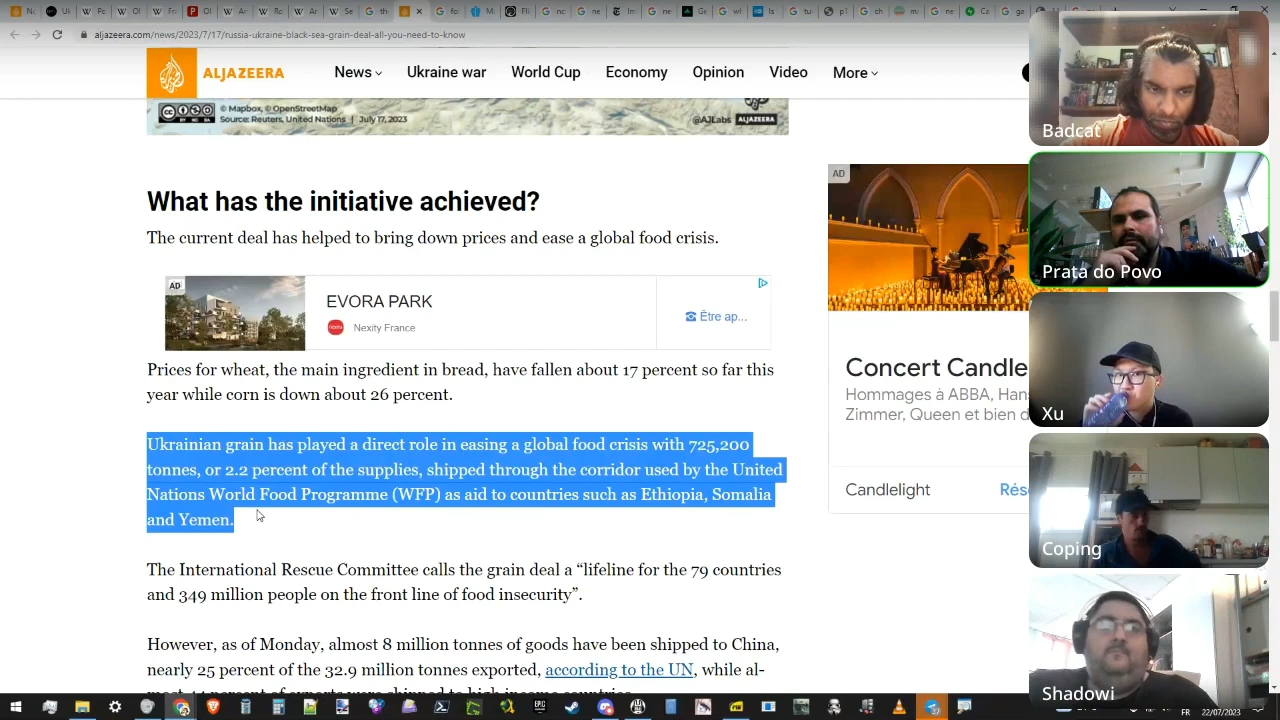 aljazeera.com/news/2023/7/17/russia-ukraine-black-sea-grain-deal-all-you-need-to-know
ALJAZEERA
News
Ukraine war
World Cup
Economy
Opinion
Video
More
© Mapbox, © OpenStreetMap
Source: Reuters, United Nations | July 17, 2023
@AJLabs ALJAZEERA
What has the initiative achieved?
The current deal has helped to bring down prices and ease a global food crisis.
AD
EVORA PARK
Nexity France
Être ap...
Prices for wheat, the main ingredient in bread, have fallen about 17 percent so far this
year while corn is down about 26 percent.
Ukrainian grain has played a direct role in easing a global food crisis with 725,200
tonnes, or 2.2 percent of the supplies, shipped through the corridor used by the United
Nations World Food Programme (WFP) as aid to countries such as Ethiopia, Somalia
and Yemen.
The International Rescue Committee calls the grain deal a “lifeline for the 79 countries
and 349 million people on the front line of food insecurity”.
However, as of Monday, almost 8 million tonnes of goods have been shipped to China,
nearly 25 percent of the 32.9 million tonnes exported, according to the UN, while al-
AD
Concert Candle
Hommages à ABBA, Han
Zimmer, Queen et bien d
Candlelight
Rés
Badcat
Prata do Povo
Xu
Coping
Shadowi
FR
22/07/2023